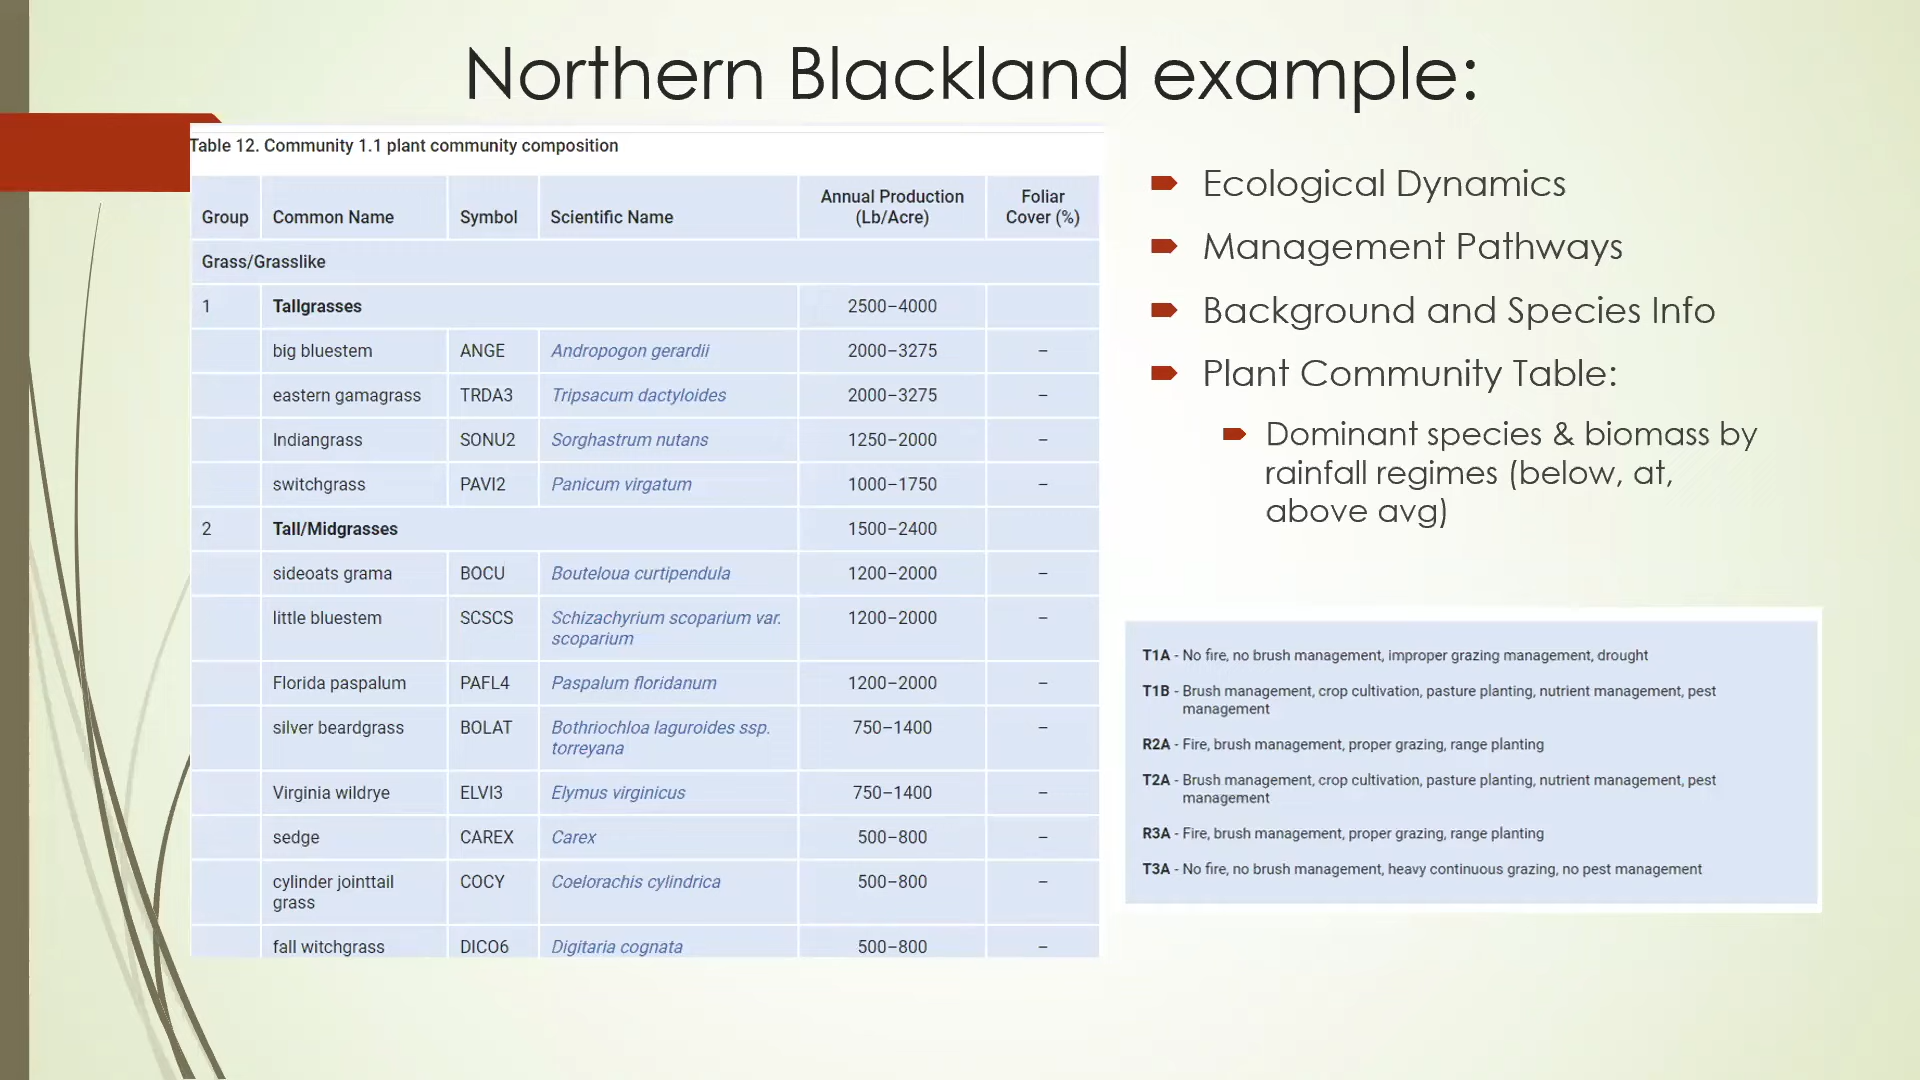 Northern Blackland example:
Table 12. Community 1.1 plant community composition
Group Common Name Symbol Scientific Name Annual Production (Lb/Acre) Foliar Cover (%)
Grass/Grasslike
1 Tallgrasses 2500–4000
big bluestem ANGE Andropogon gerardii 2000–3275 –
eastern gamagrass TRDA3 Tripsacum dactyloides 2000–3275 –
Indiangrass SONU2 Sorghastrum nutans 1250–2000 –
switchgrass PAVI2 Panicum virgatum 1000–1750 –
2 Tall/Midgrasses 1500–2400
sideoats grama BOCU Bouteloua curtipendula 1200–2000 –
little bluestem SCSCS Schizachyrium scoparium var. scoparium 1200–2000 –
Florida paspalum PAFL4 Paspalum floridanum 1200–2000 –
silver beardgrass BOLAT Bothriochloa laguroides ssp. torreyana 750–1400 –
Virginia wildrye ELVI3 Elymus virginicus 750–1400 –
sedge CAREX Carex 500–800 –
cylinder jointtail grass COCY Coelorachis cylindrica 500–800 –
fall witchgrass DICO6 Digitaria cognata 500–800 –
Ecological Dynamics
Management Pathways
Background and Species Info
Plant Community Table:
Dominant species & biomass by
rainfall regimes (below, at,
above avg)
T1A - No fire, no brush management, improper grazing management, drought
T1B - Brush management, crop cultivation, pasture planting, nutrient management, pest
management
R2A - Fire, brush management, proper grazing, range planting
T2A - Brush management, crop cultivation, pasture planting, nutrient management, pest
management
R3A - Fire, brush management, proper grazing, range planting
T3A - No fire, no brush management, heavy continuous grazing, no pest management